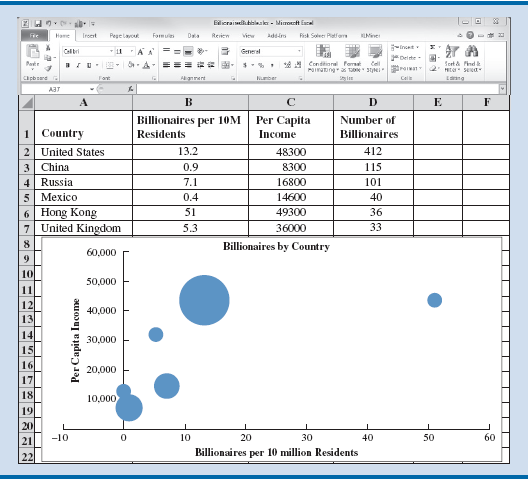 BillionairesBubble.xlsx - Microsoft Excel
File Home Insert Page Layout Formulas Data Review View Add-Ins Risk Solver Platform XLMiner
Calibri 11 A A General Insert
Paste B I U A $ % , Conditional Format Cell Delete Sort & Find &
Formatting as Table Styles Format Filter Select
Clipboard Font Alignment Number Styles Cells Editing
A37 fx
A B C D E F
1 Country Billionaires per 10M Residents Per Capita Income Number of Billionaires
2 United States 13.2 48300 412
3 China 0.9 8300 115
4 Russia 7.1 16800 101
5 Mexico 0.4 14600 40
6 Hong Kong 51 49300 36
7 United Kingdom 5.3 36000 33
8
9
10
11
12
13
14
15
16
17
18
19
20
21
22
Billionaires by Country
60,000
50,000
40,000
30,000
20,000
10,000
Per Capita Income
–10 0 10 20 30 40 50 60
Billionaires per 10 million Residents